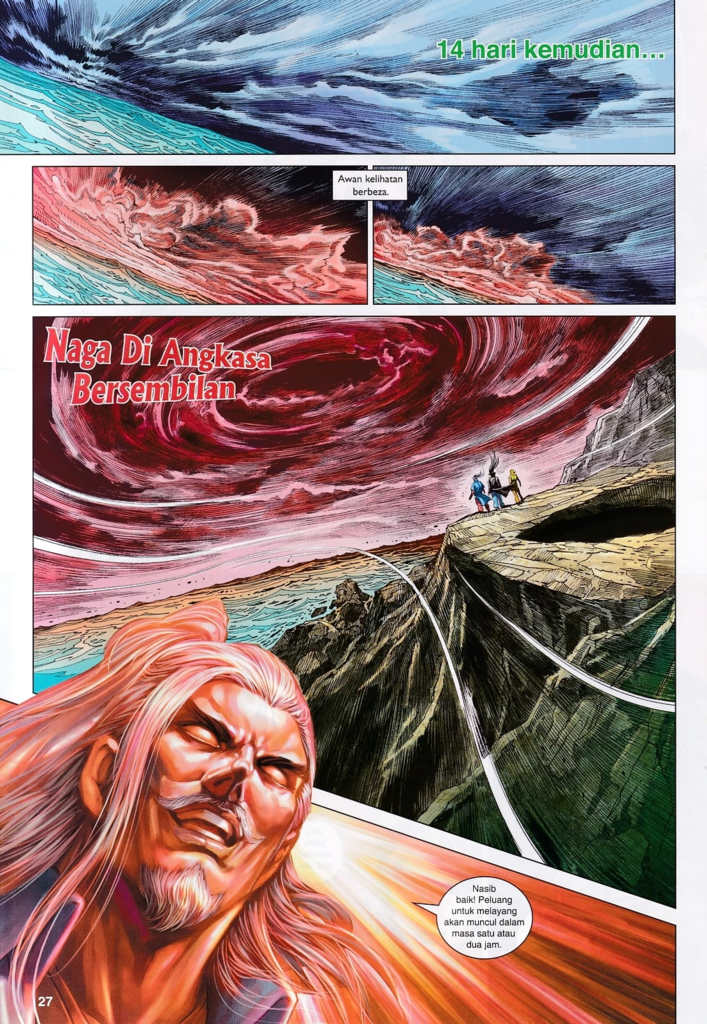 14 hari kemudian...
Awan kelihatan
berbeza.
Naga Di Angkasa
Bersembilan
Nasib
baik! Peluang
untuk melayang
akan muncul dalam
masa satu atau
dua jam.
27